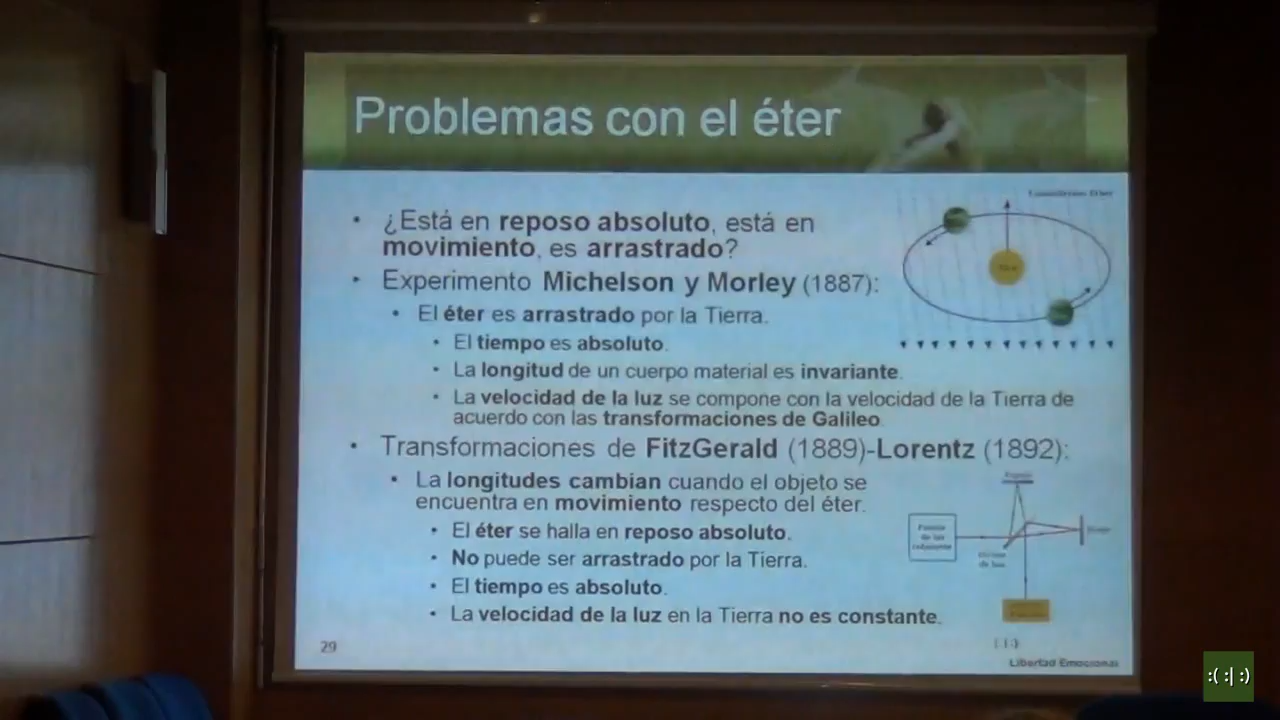 Problemas con el éter
• ¿Está en reposo absoluto, está en
movimiento, es arrastrado?
• Experimento Michelson y Morley (1887):
• El éter es arrastrado por la Tierra.
• El tiempo es absoluto.
• La longitud de un cuerpo material es invariante.
• La velocidad de la luz se compone con la velocidad de la Tierra de
acuerdo con las transformaciones de Galileo.
• Transformaciones de FitzGerald (1889)-Lorentz (1892):
• La longitudes cambian cuando el objeto se
encuentra en movimiento respecto del éter.
• El éter se halla en reposo absoluto.
• No puede ser arrastrado por la Tierra.
• El tiempo es absoluto.
• La velocidad de la luz en la Tierra no es constante.
29
Libertad Emocional
:( :| :)